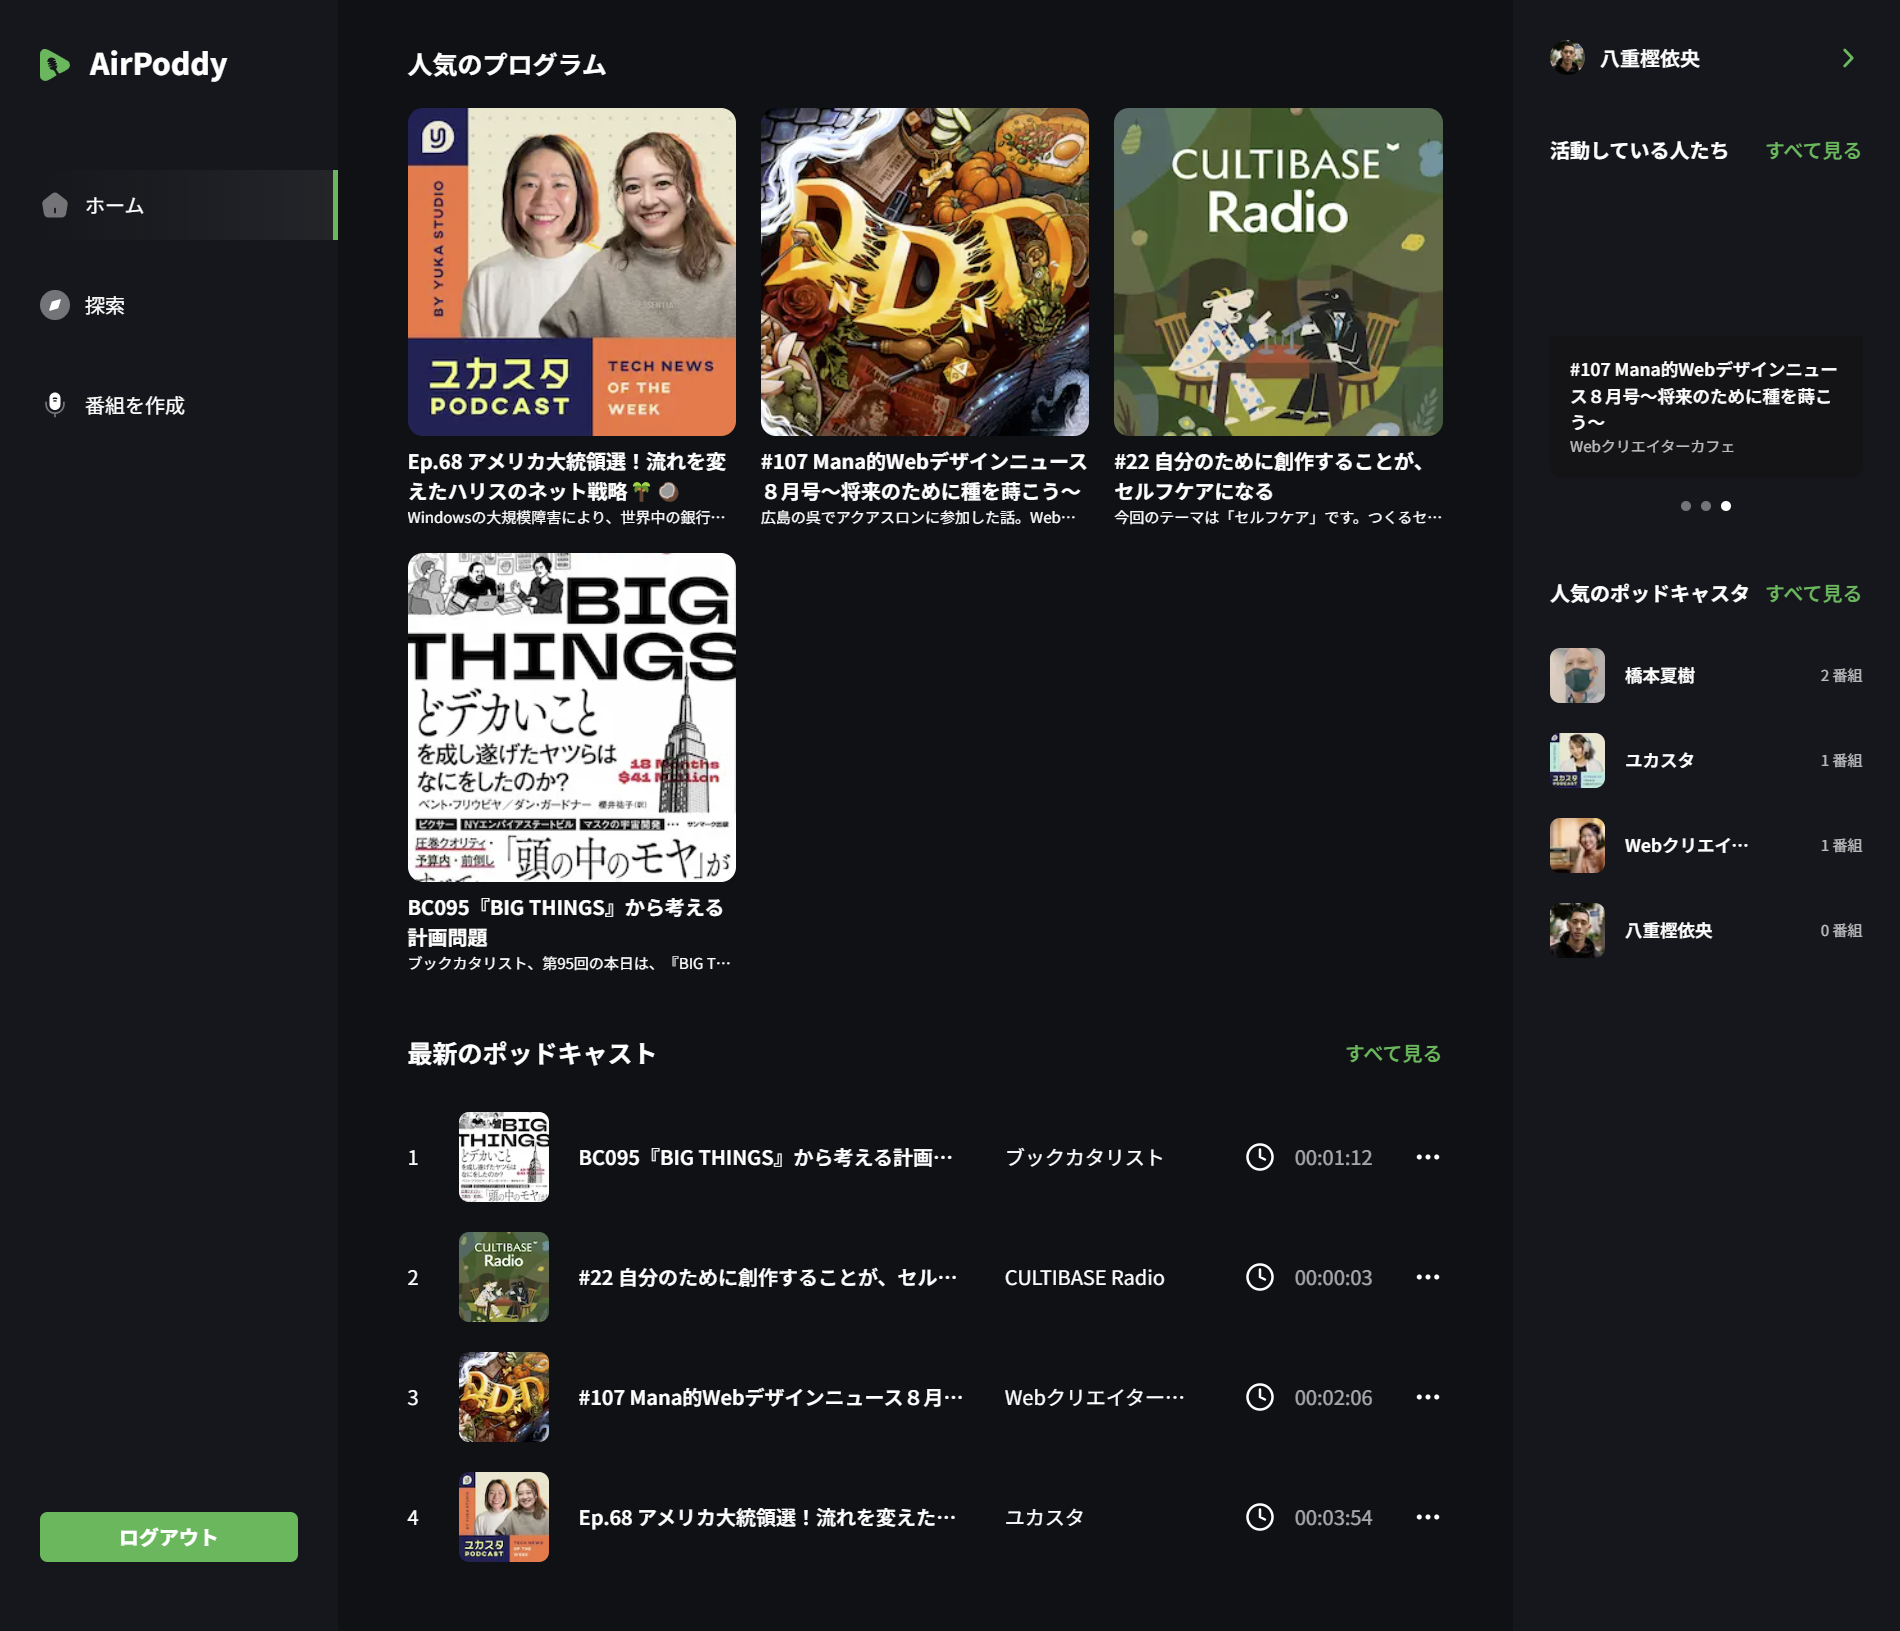 AirPoddy
ホーム
探索
番組を作成
ログアウト
人気のプログラム
BY YUKA STUDIO
ESSENTIAL
ユカスタ
PODCAST
TECH NEWS
OF THE
WEEK
Ep.68 アメリカ大統領選！流れを変
えたハリスのネット戦略🌴🥥
Windowsの大規模障害により、世界中の銀行…
DDD
N N
#107 Mana的Webデザインニュース
８月号〜将来のために種を蒔こう〜
広島の呉でアクアスロンに参加した話。Web…
CULTIBASE
Radio
#22 自分のために創作することが、
セルフケアになる
今回のテーマは「セルフケア」です。つくるセ…
BIG
THINGS
どデカいこと
を成し遂げたヤツらは
なにをしたのか?
18 Months
$41 Million
ベント・フリウビヤ／ダン・ガードナー 櫻井祐子(訳)
ピクサー NYエンパイアステートビル マスクの宇宙開発 ・・・ サンマーク出版
圧巻クオリティ・
予算内・前倒し
「頭の中のモヤ」が
BC095『BIG THINGS』から考える
計画問題
ブックカタリスト、第95回の本日は、『BIG T…
最新のポッドキャスト すべて見る
1 BC095『BIG THINGS』から考える計画… ブックカタリスト 00:01:12
2 #22 自分のために創作することが、セル… CULTIBASE Radio 00:00:03
3 #107 Mana的Webデザインニュース８月… Webクリエイター… 00:02:06
4 Ep.68 アメリカ大統領選！流れを変えた… ユカスタ 00:03:54
八重樫依央
活動している人たち すべて見る
#107 Mana的Webデザインニュー
ス８月号〜将来のために種を蒔こ
う〜
Webクリエイターカフェ
人気のポッドキャスタ すべて見る
橋本夏樹 2 番組
ユカスタ 1 番組
Webクリエイ… 1 番組
八重樫依央 0 番組